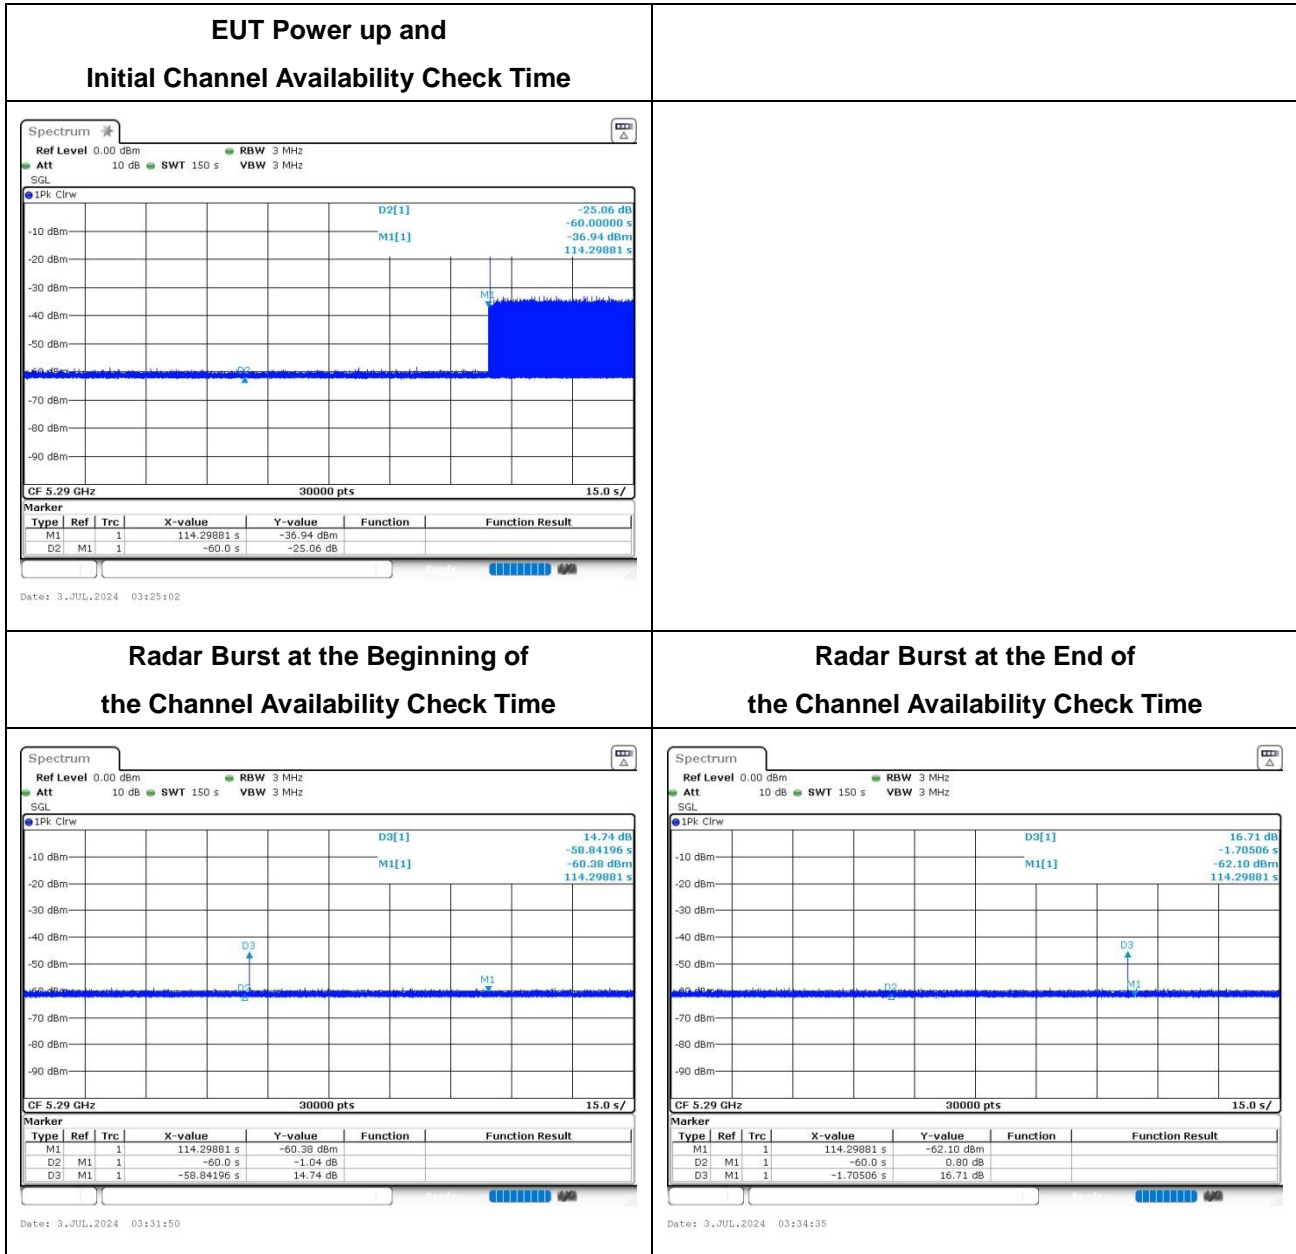 EUT Power up and
Initial Channel Availability Check Time
Spectrum
Ref Level 0.00 dBm RBW 3 MHz
Att 10 dB SWT 150 s VBW 3 MHz
SGL
1Pk Clrw
D2[1] -25.06 dB
-60.00000 s
-10 dBm M1[1] -36.94 dBm
114.29881 s
-20 dBm
-30 dBm
M1
-40 dBm
-50 dBm
-60 dBm D2
-70 dBm
-80 dBm
-90 dBm
CF 5.29 GHz 30000 pts 15.0 s/
Marker
Type Ref Trc X-value Y-value Function Function Result
M1 1 114.29881 s -36.94 dBm
D2 M1 1 -60.0 s -25.06 dB
Date: 3.JUL.2024 03:25:02
Radar Burst at the Beginning of
the Channel Availability Check Time
Spectrum
Ref Level 0.00 dBm RBW 3 MHz
Att 10 dB SWT 150 s VBW 3 MHz
SGL
1Pk Clrw
D3[1] 14.74 dB
-58.84196 s
-10 dBm M1[1] -60.38 dBm
114.29881 s
-20 dBm
-30 dBm
-40 dBm
D3
-50 dBm
M1
-60 dBm D2
-70 dBm
-80 dBm
-90 dBm
CF 5.29 GHz 30000 pts 15.0 s/
Marker
Type Ref Trc X-value Y-value Function Function Result
M1 1 114.29881 s -60.38 dBm
D2 M1 1 -60.0 s -1.04 dB
D3 M1 1 -58.84196 s 14.74 dB
Date: 3.JUL.2024 03:31:50
Radar Burst at the End of
the Channel Availability Check Time
Spectrum
Ref Level 0.00 dBm RBW 3 MHz
Att 10 dB SWT 150 s VBW 3 MHz
SGL
1Pk Clrw
D3[1] 16.71 dB
-1.70506 s
-10 dBm M1[1] -62.10 dBm
114.29881 s
-20 dBm
-30 dBm
-40 dBm
D3
-50 dBm
-60 dBm D2 M1
-70 dBm
-80 dBm
-90 dBm
CF 5.29 GHz 30000 pts 15.0 s/
Marker
Type Ref Trc X-value Y-value Function Function Result
M1 1 114.29881 s -62.10 dBm
D2 M1 1 -60.0 s 0.80 dB
D3 M1 1 -1.70506 s 16.71 dB
Date: 3.JUL.2024 03:34:35